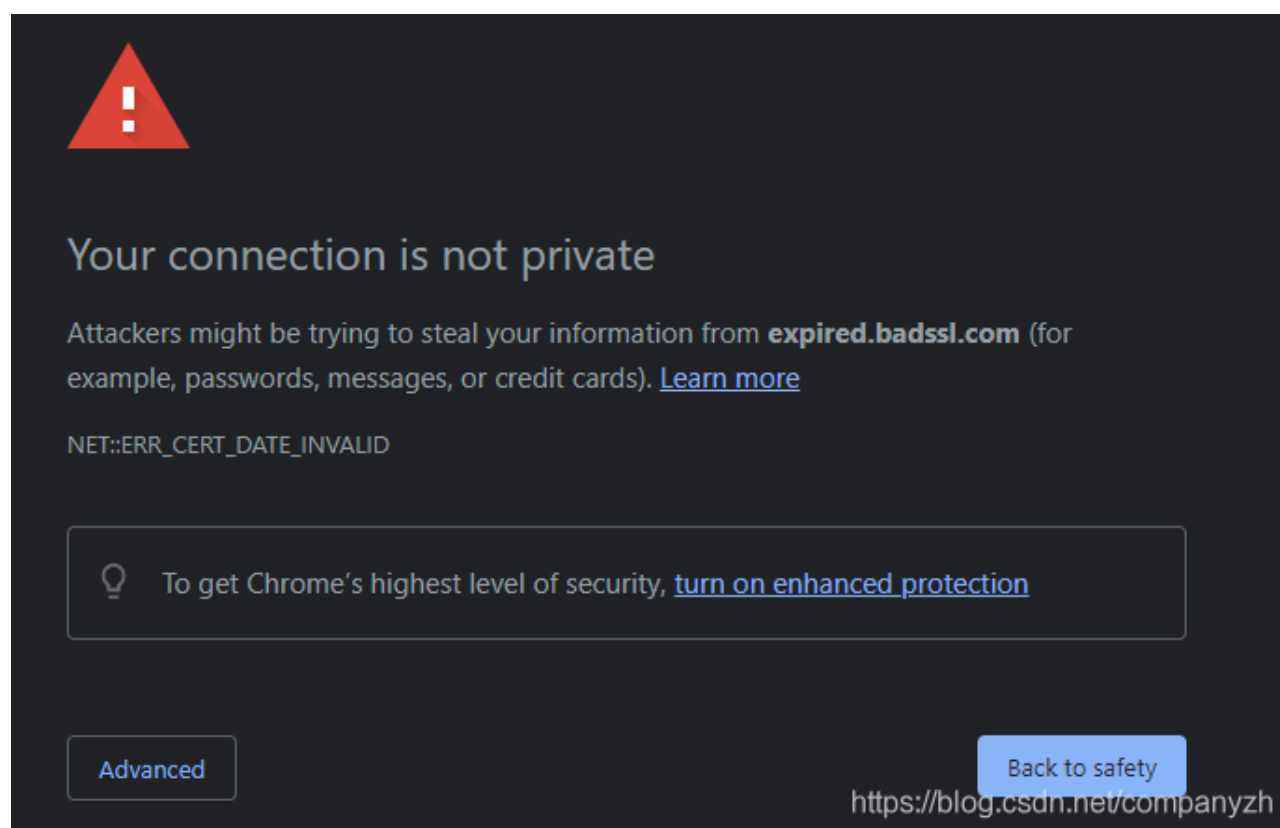 Your connection is not private
Attackers might be trying to steal your information from expired.badssl.com (for
example, passwords, messages, or credit cards). Learn more
NET::ERR_CERT_DATE_INVALID
To get Chrome’s highest level of security, turn on enhanced protection
Advanced
Back to safety
https://blog.csdn.net/companyzh